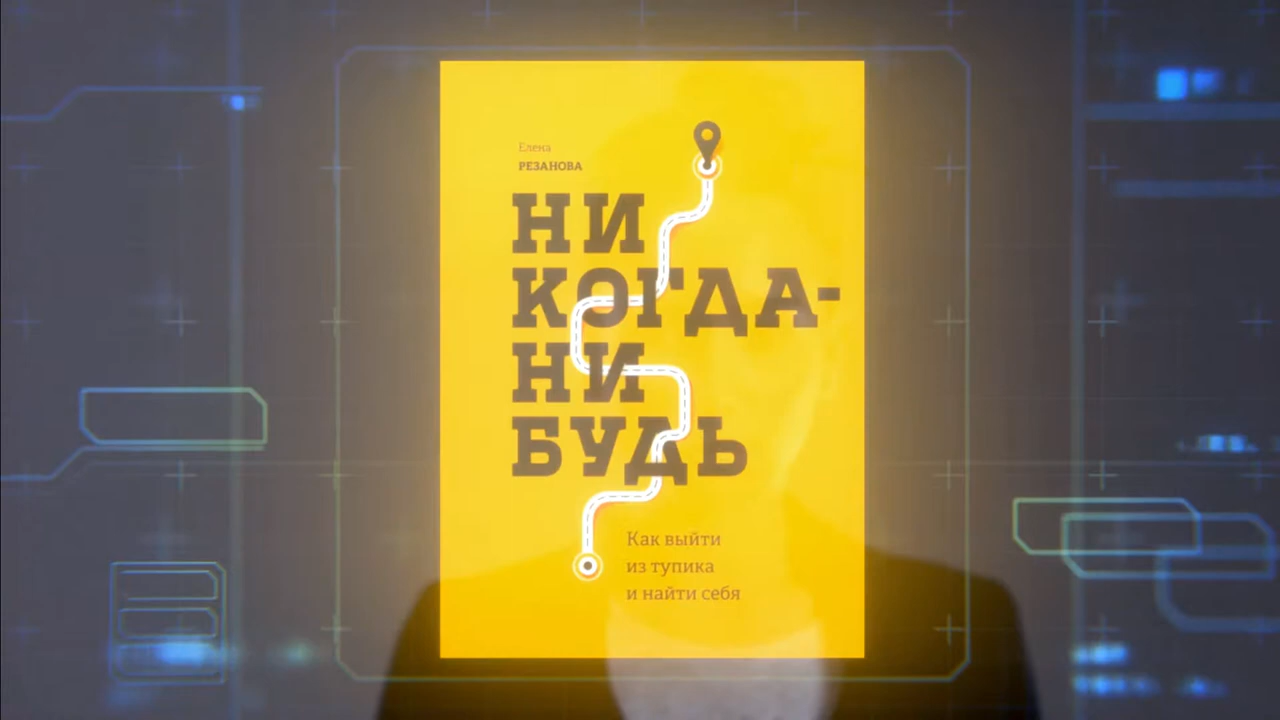 Елена
РЕЗАНОВА
НИ
КОГДА-
НИ
БУДЬ
Как выйти
из тупика
и найти себя